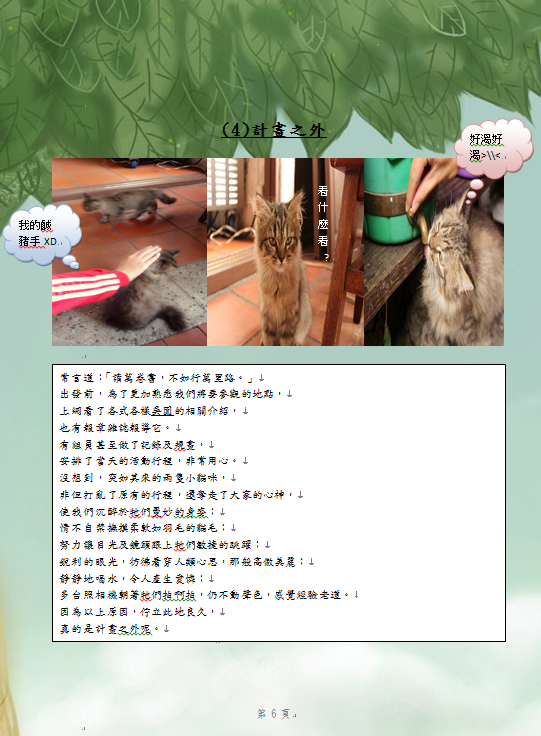 (4)計畫之外
好渴好
渴>\\<
我的鹹
豬手 XD
看什麼看?
常言道：「讀萬卷書，不如行萬里路。」
出發前，為了更加熟悉我們將要參觀的地點，
上網看了各式各樣吳園的相關介紹，
也有報章雜誌報導它。
有組員甚至做了記錄及規畫，
安排了當天的活動行程，非常用心。
沒想到，突如其來的兩隻小貓咪，
非但打亂了原有的行程，還奪走了大家的心神，
使我們沉醉於牠們曼妙的身姿；
情不自禁撫摸柔軟如羽毛的貓毛；
努力讓目光及鏡頭跟上牠們敏捷的跳躍；
銳利的眼光，彷彿看穿人類心思，那般高傲美麗；
靜靜地喝水，令人產生愛憐；
多台照相機朝著牠們拍啊拍，仍不動聲色，感覺經驗老道。
因為以上原因，佇立此地良久，
真的是計畫之外呢。
第 6 頁